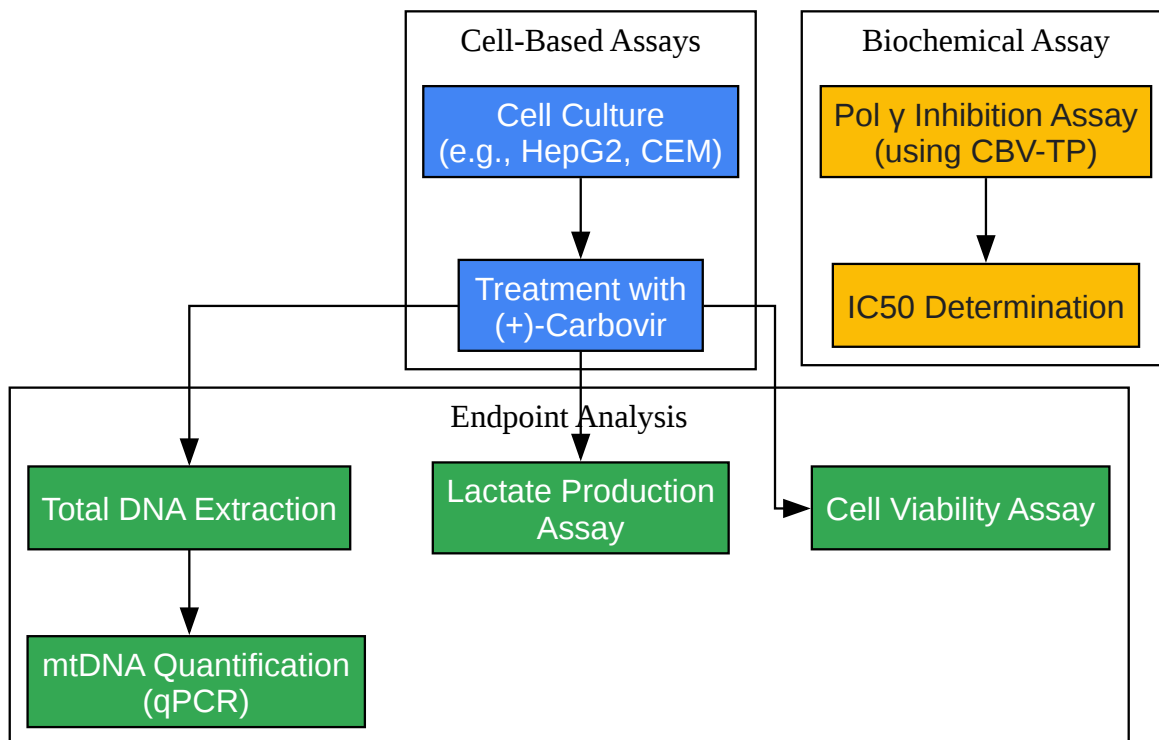 Cell-Based Assays
Cell Culture
(e.g., HepG2, CEM)
Treatment with
(+)-Carbovir
Biochemical Assay
Pol γ Inhibition Assay
(using CBV-TP)
IC50 Determination
Endpoint Analysis
Total DNA Extraction
Lactate Production
Assay
Cell Viability Assay
mtDNA Quantification
(qPCR)